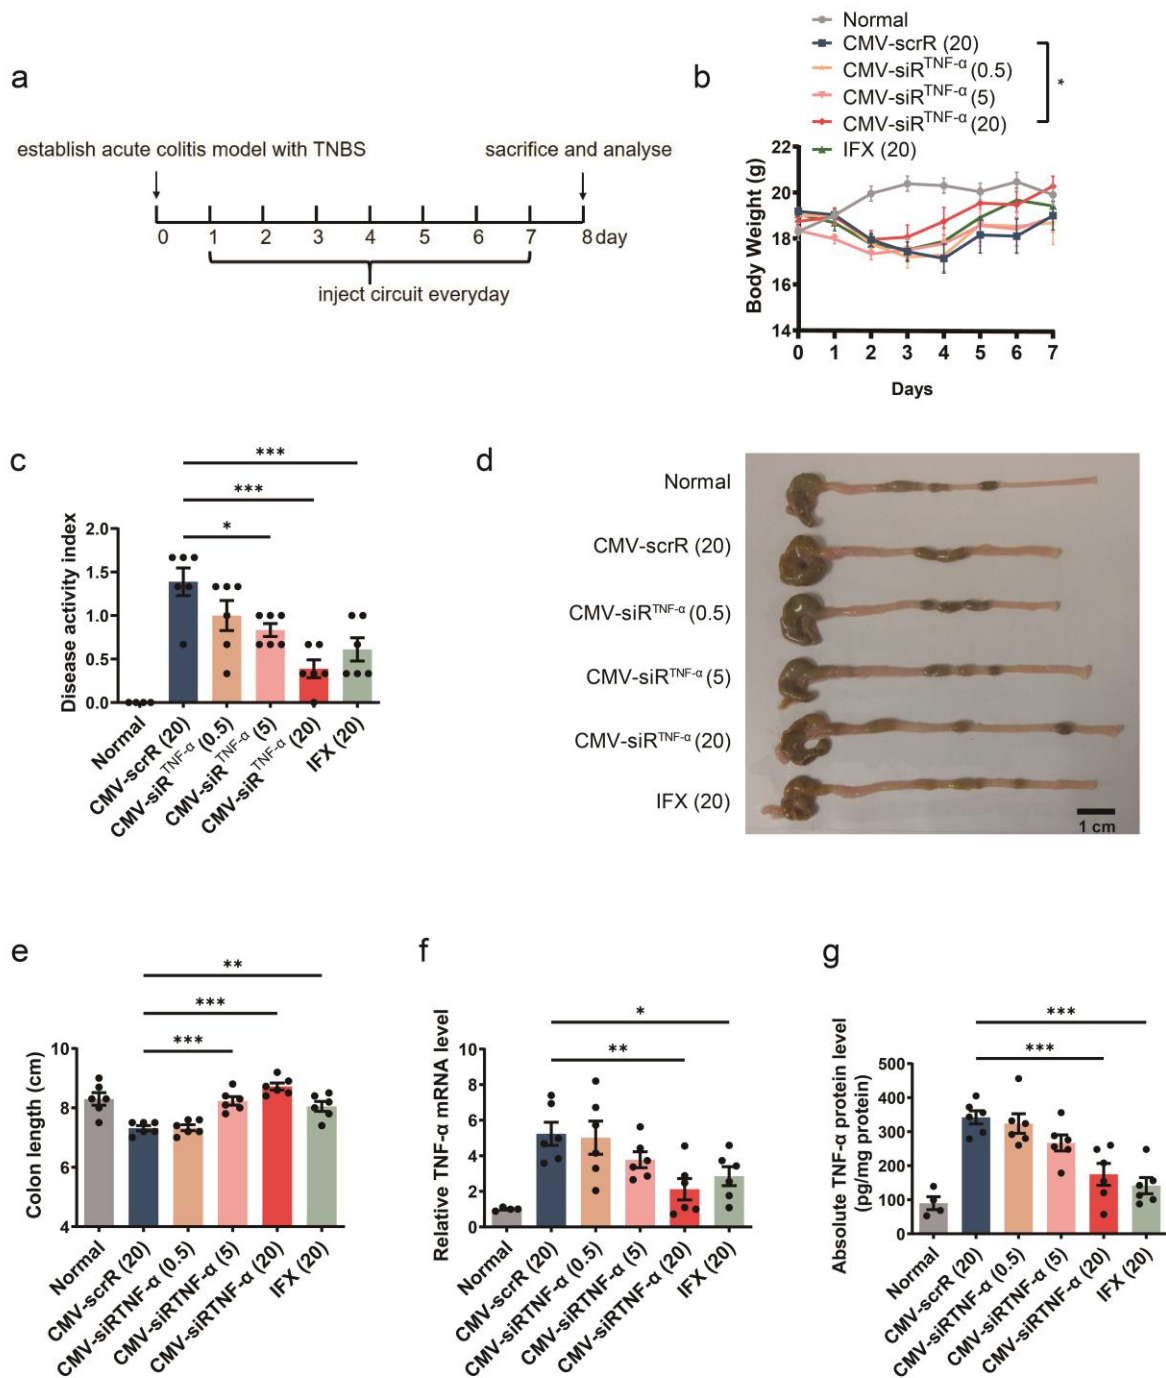 a
establish acute colitis model with TNBS
sacrifice and analyse
0 1 2 3 4 5 6 7 8 day
inject circuit everyday
b
Normal
CMV-scrR (20)
CMV-siR^TNF-α (0.5)
CMV-siR^TNF-α (5)
CMV-siR^TNF-α (20)
IFX (20)
*
Body Weight (g)
22
20
18
16
14
0 1 2 3 4 5 6 7
Days
c
***
***
*
Disease activity index
2.0
1.5
1.0
0.5
0.0
Normal
CMV-scrR (20)
CMV-siR^TNF-α (0.5)
CMV-siR^TNF-α (5)
CMV-siR^TNF-α (20)
IFX (20)
d
Normal
CMV-scrR (20)
CMV-siR^TNF-α (0.5)
CMV-siR^TNF-α (5)
CMV-siR^TNF-α (20)
IFX (20)
1 cm
e
**
***
***
Colon length (cm)
10
8
6
4
Normal
CMV-scrR (20)
CMV-siRTNF-α (0.5)
CMV-siRTNF-α (5)
CMV-siRTNF-α (20)
IFX (20)
f
*
**
Relative TNF-α mRNA level
10
8
6
4
2
0
Normal
CMV-scrR (20)
CMV-siRTNF-α (0.5)
CMV-siRTNF-α (5)
CMV-siRTNF-α (20)
IFX (20)
g
***
***
Absolute TNF-α protein level
(pg/mg protein)
500
400
300
200
100
0
Normal
CMV-scrR (20)
CMV-siRTNF-α (0.5)
CMV-siRTNF-α (5)
CMV-siRTNF-α (20)
IFX (20)